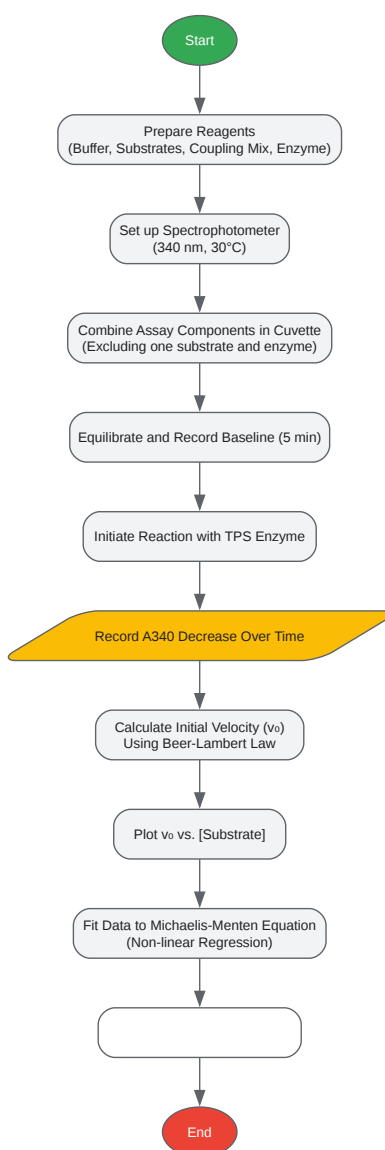 Start
Prepare Reagents
(Buffer, Substrates, Coupling Mix, Enzyme)
Set up Spectrophotometer
(340 nm, 30°C)
Combine Assay Components in Cuvette
(Excluding one substrate and enzyme)
Equilibrate and Record Baseline (5 min)
Initiate Reaction with TPS Enzyme
Record A340 Decrease Over Time
Calculate Initial Velocity (v₀)
Using Beer-Lambert Law
Plot v₀ vs. [Substrate]
Fit Data to Michaelis-Menten Equation
(Non-linear Regression)
End